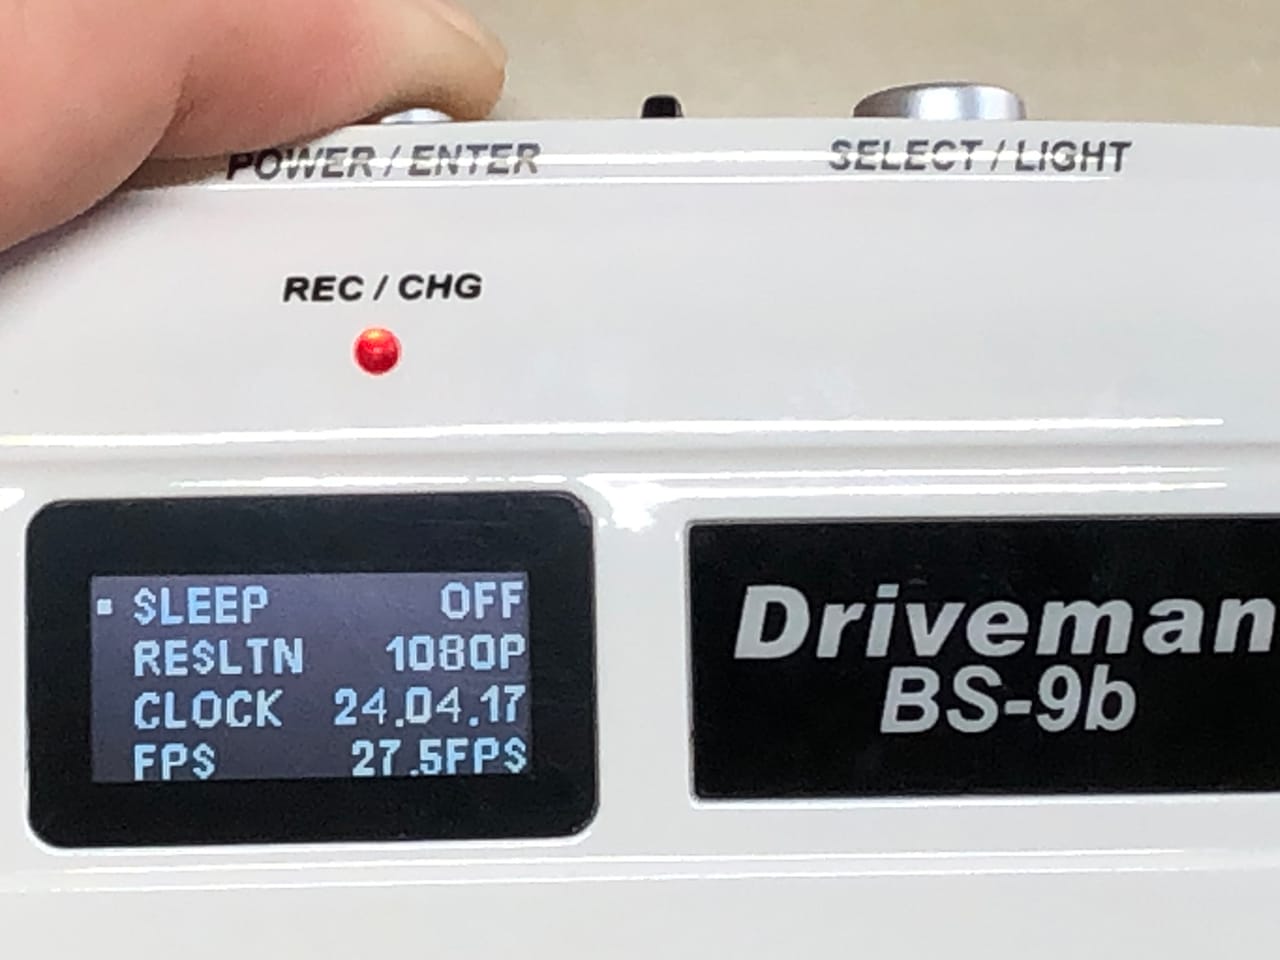 POWER / ENTER
SELECT / LIGHT
REC / CHG
SLEEP OFF
RESLTN 1080P
CLOCK 24.04.17
FPS 27.5FPS
Driveman
BS-9b